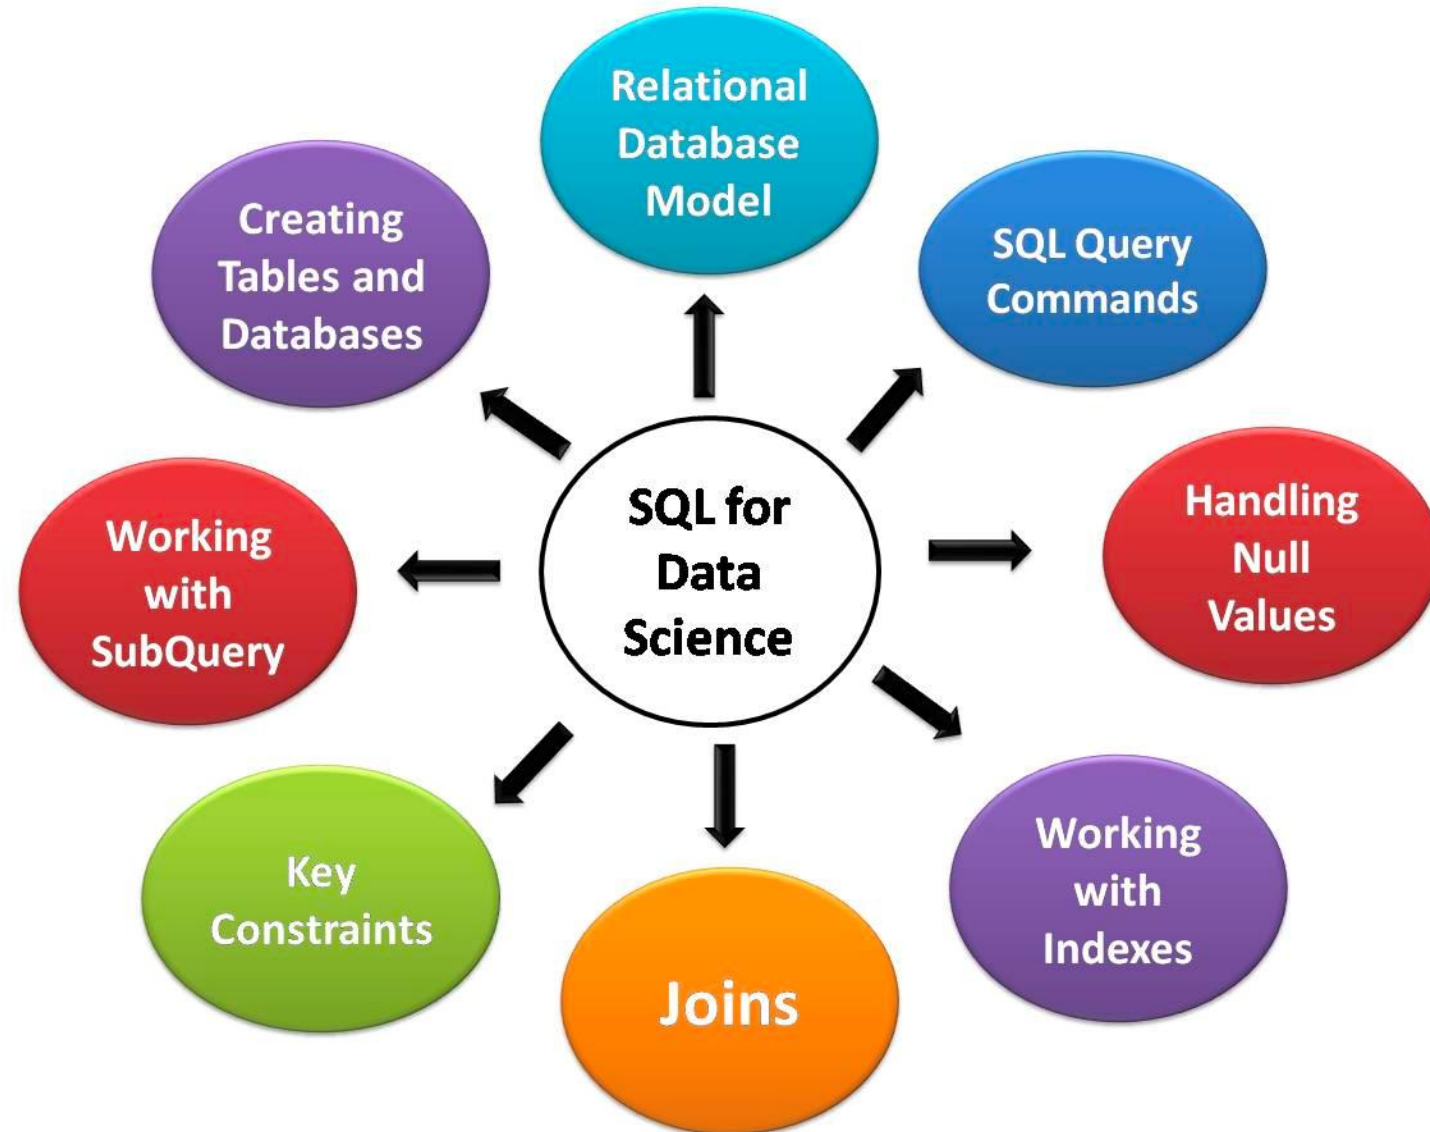 Relational
Database
Model
SQL Query
Commands
Handling
Null
Values
Working
with
Indexes
Joins
Key
Constraints
Working
with
SubQuery
Creating
Tables and
Databases
SQL for
Data
Science